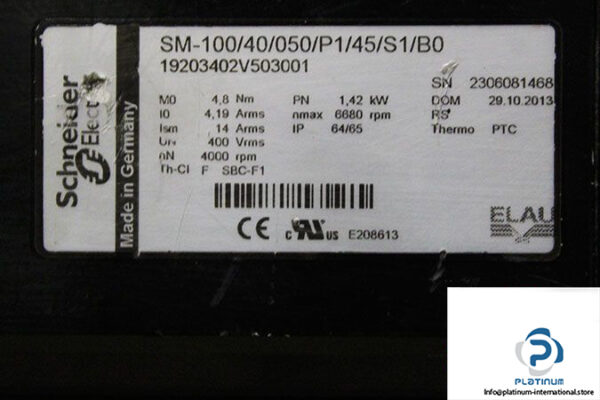 Schneider
Electric
Made in Germany
SM-100/40/050/P1/45/S1/B0
19203402V503001
SN 2306081468
M0 4,8 Nm PN 1,42 kW DOM 29.10.2013
I0 4,19 Arms nmax 6680 rpm RS
Ism 14 Arms IP 64/65 Thermo PTC
UN 400 Vrms
nN 4000 rpm
Th-Cl F SBC-F1
CE c RU US E208613
ELAU
PLATINUM
Info@platinum-international.store